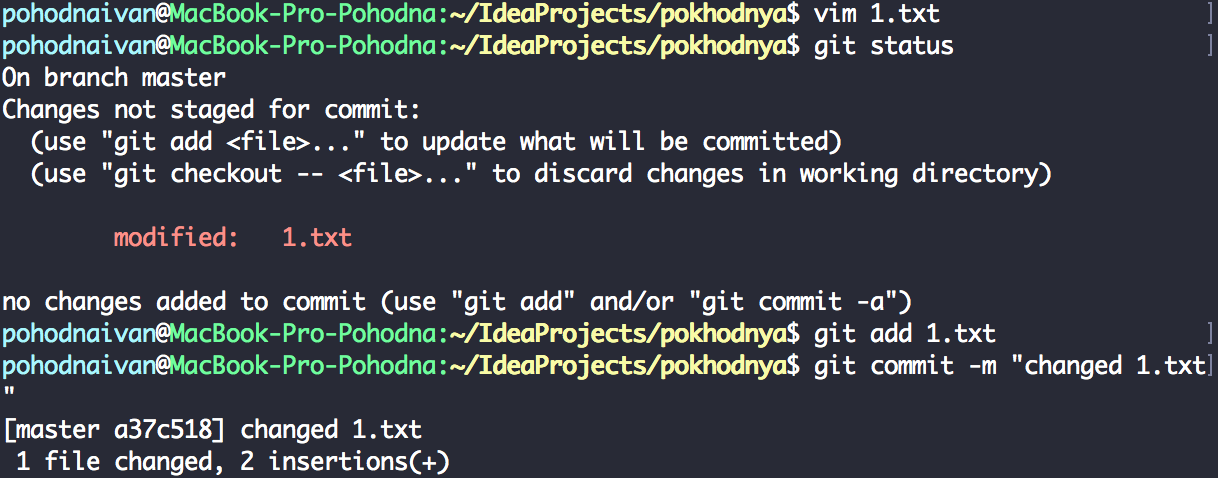 pohodnaivan@MacBook-Pro-Pohodna:~/IdeaProjects/pokhodnya$ vim 1.txt ]
pohodnaivan@MacBook-Pro-Pohodna:~/IdeaProjects/pokhodnya$ git status ]
On branch master
Changes not staged for commit:
  (use "git add <file>..." to update what will be committed)
  (use "git checkout -- <file>..." to discard changes in working directory)
        modified:   1.txt
no changes added to commit (use "git add" and/or "git commit -a")
pohodnaivan@MacBook-Pro-Pohodna:~/IdeaProjects/pokhodnya$ git add 1.txt ]
pohodnaivan@MacBook-Pro-Pohodna:~/IdeaProjects/pokhodnya$ git commit -m "changed 1.txt]
"
[master a37c518] changed 1.txt
 1 file changed, 2 insertions(+)